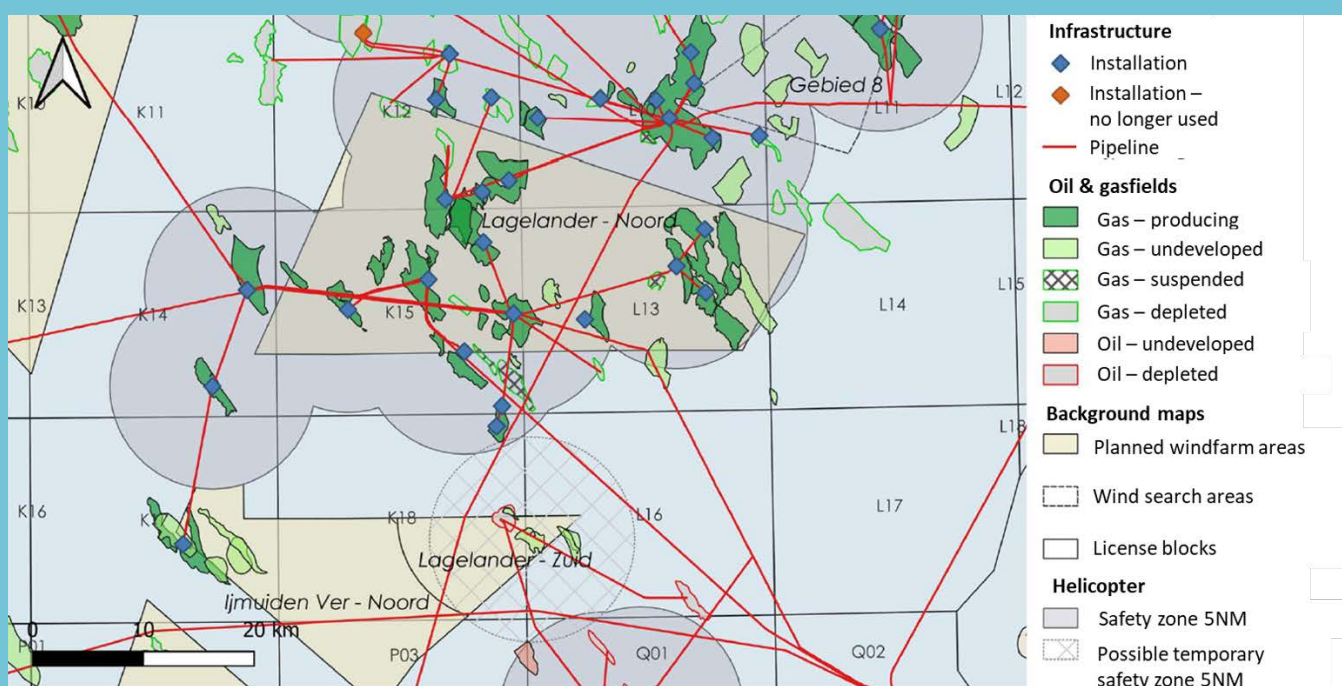 Gebied 8
K10
K11
K12
L11
L12
Lagelander - Noord
K13
K14
K15
L13
L14
L15
K16
K18
L16
L17
L18
Lagelander - Zuid
Ijmuiden Ver - Noord
0 10 20 km
P01
P03
Q01
Q02
Infrastructure
Installation
Installation –
no longer used
Pipeline
Oil & gasfields
Gas – producing
Gas – undeveloped
Gas – suspended
Gas – depleted
Oil – undeveloped
Oil – depleted
Background maps
Planned windfarm areas
Wind search areas
License blocks
Helicopter
Safety zone 5NM
Possible temporary
safety zone 5NM